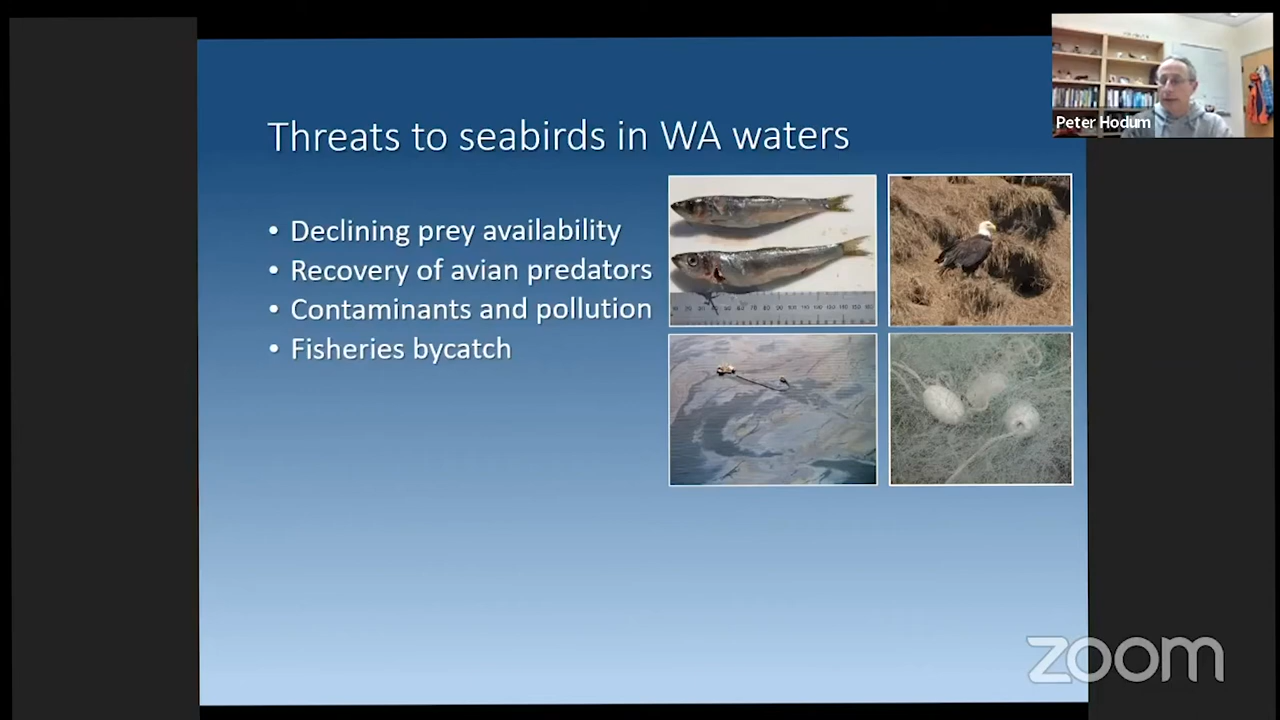 Peter Hodum
Threats to seabirds in WA waters
• Declining prey availability
• Recovery of avian predators
• Contaminants and pollution
• Fisheries bycatch
zoom